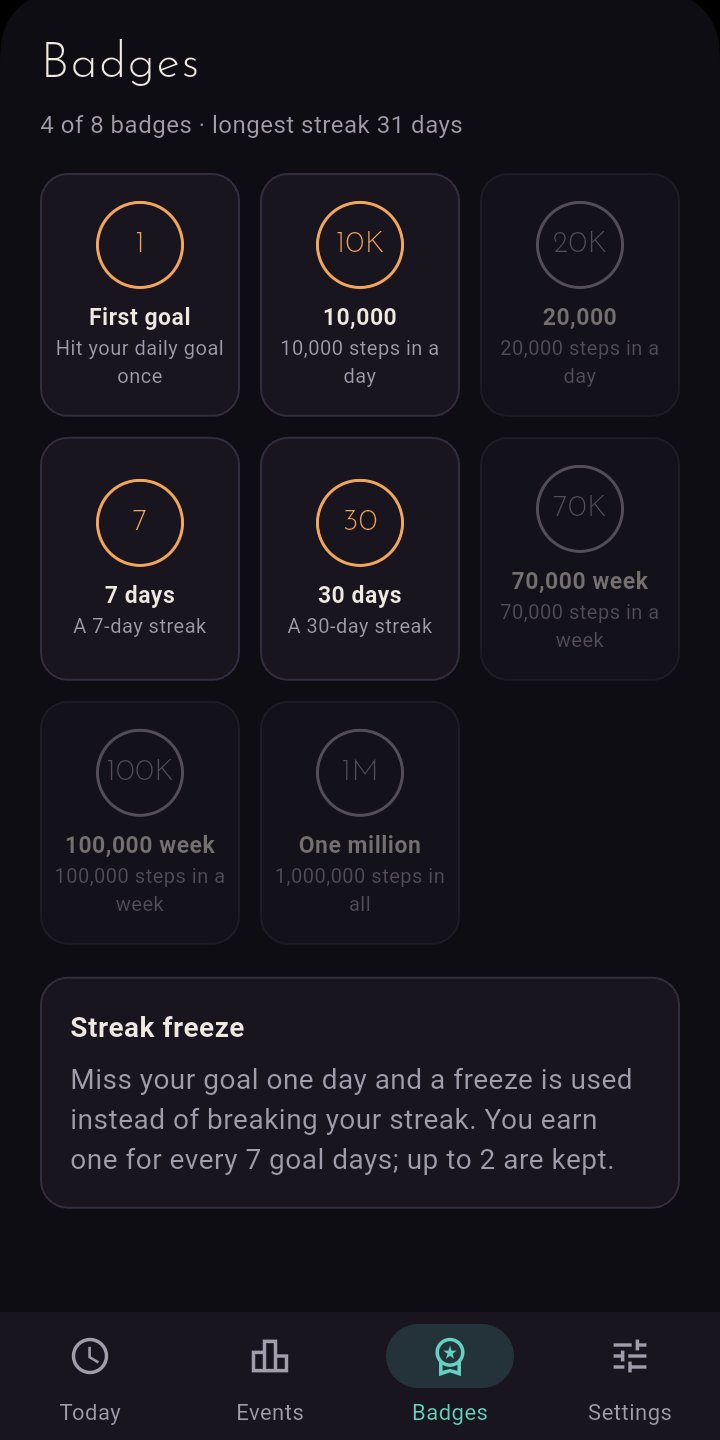 Badges
4 of 8 badges · longest streak 31 days
1
First goal
Hit your daily goal
once
10K
10,000
10,000 steps in a
day
20K
20,000
20,000 steps in a
day
7
7 days
A 7-day streak
30
30 days
A 30-day streak
70K
70,000 week
70,000 steps in a
week
100K
100,000 week
100,000 steps in a
week
1M
One million
1,000,000 steps in
all
Streak freeze
Miss your goal one day and a freeze is used
instead of breaking your streak. You earn
one for every 7 goal days; up to 2 are kept.
Today
Events
Badges
Settings